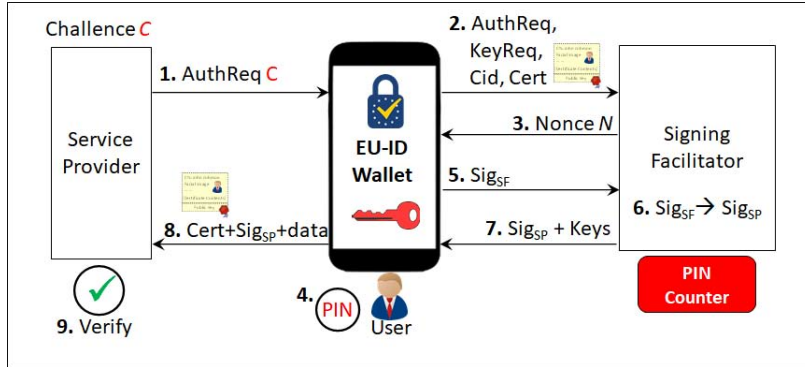 Challence C
1. AuthReq C
Service
Provider
8. Cert+SigSP+data
9. Verify
EU-ID
Wallet
4.
PIN
User
2. AuthReq,
KeyReq,
Cid, Cert
3. Nonce N
5. SigSF
7. SigSP + Keys
Signing
Facilitator
6. SigSF→ SigSP
PIN
Counter